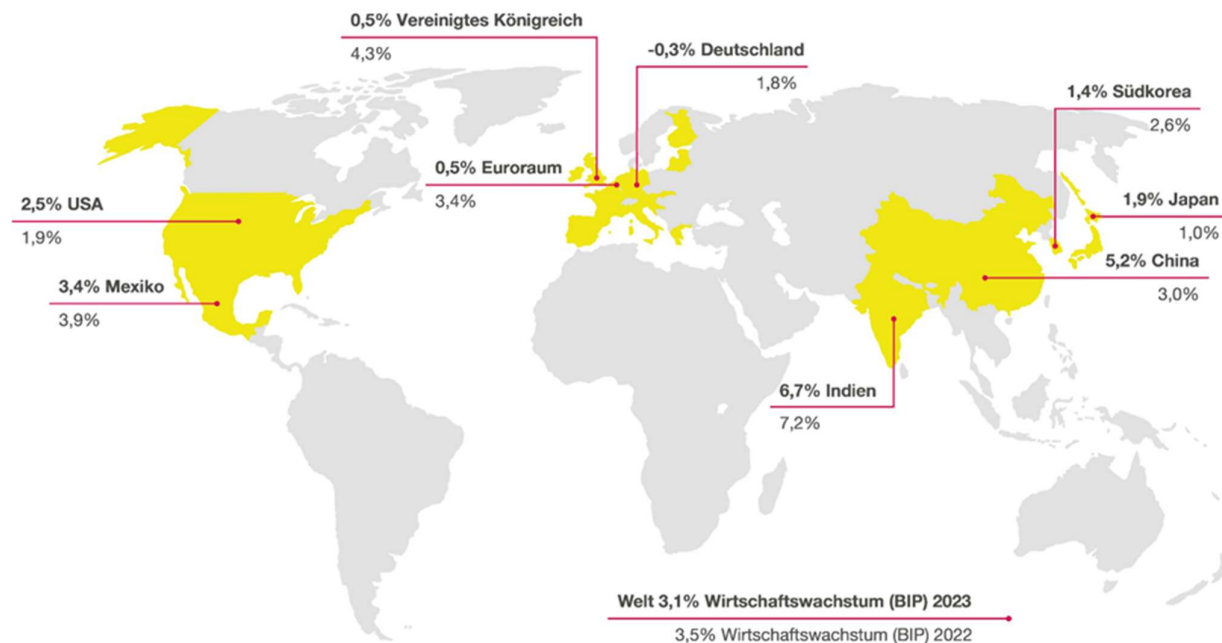 0,5% Vereinigtes Königreich
4,3%
-0,3% Deutschland
1,8%
1,4% Südkorea
2,6%
0,5% Euroraum
3,4%
2,5% USA
1,9%
1,9% Japan
1,0%
5,2% China
3,0%
3,4% Mexiko
3,9%
6,7% Indien
7,2%
Welt 3,1% Wirtschaftswachstum (BIP) 2023
3,5% Wirtschaftswachstum (BIP) 2022